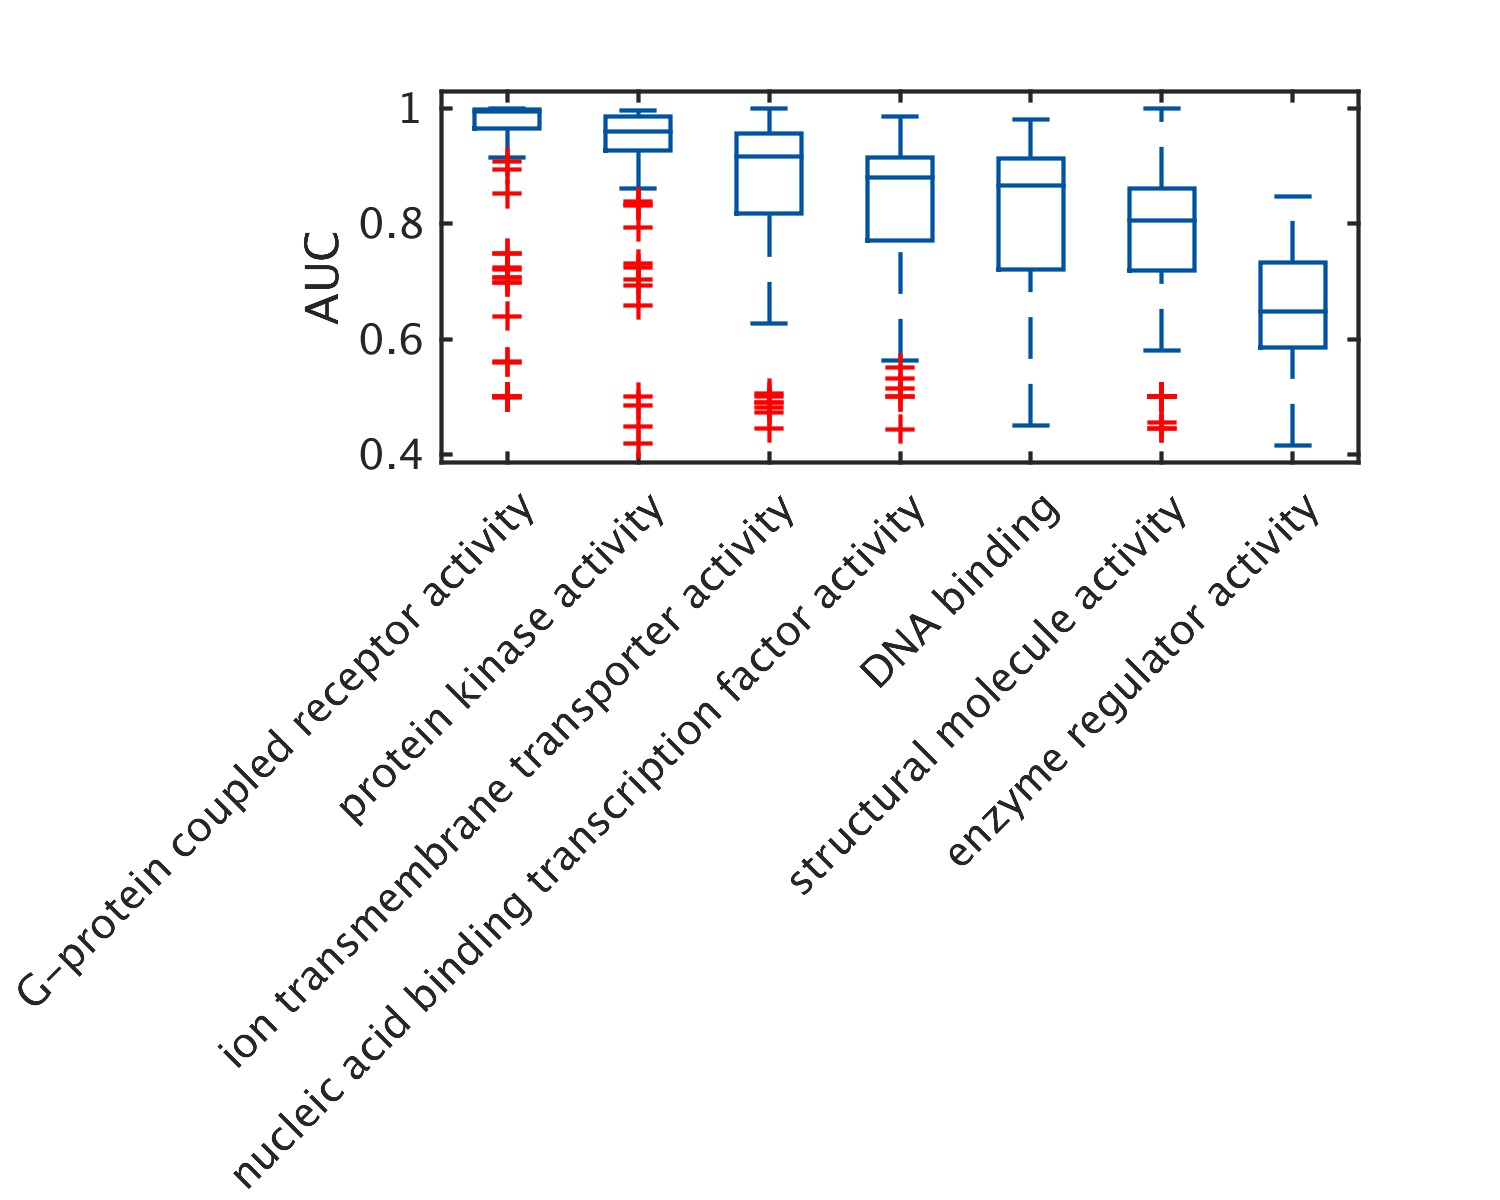 AUC
1
0.8
0.6
0.4
G-protein coupled receptor activity
protein kinase activity
ion transmembrane transporter activity
nucleic acid binding transcription factor activity
DNA binding
structural molecule activity
enzyme regulator activity